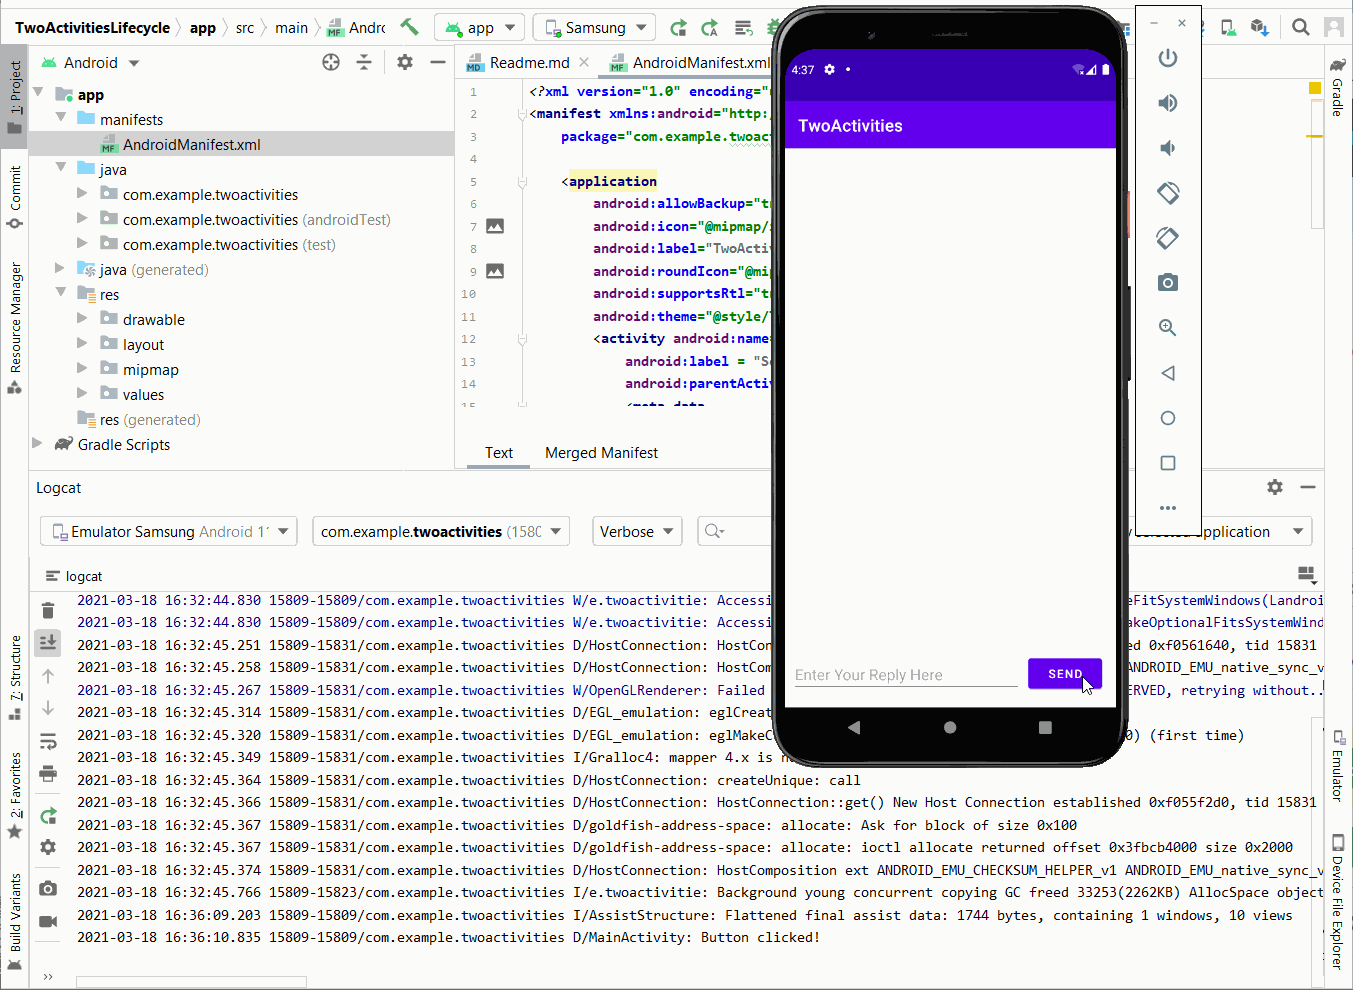 TwoActivitiesLifecycle app src main Andro
app
Samsung
1: Project
Commit
Resource Manager
7: Structure
2: Favorites
Build Variants
Android
app
manifests
AndroidManifest.xml
java
com.example.twoactivities
com.example.twoactivities (androidTest)
com.example.twoactivities (test)
java (generated)
res
drawable
layout
mipmap
values
res (generated)
Gradle Scripts
Readme.md
AndroidManifest.xml
1 <?xml version="1.0" encoding=
2 <manifest xmlns:android="http:
3 package="com.example.twoact
4
5 <application
6 android:allowBackup="t
7 android:icon="@mipmap/
8 android:label="TwoActiv
9 android:roundIcon="@mip
10 android:supportsRtl="t
11 android:theme="@style/
12 <activity android:name=
13 android:label = "S
14 android:parentActiv
15 <meta-data
Text Merged Manifest
4:37
TwoActivities
Enter Your Reply Here
SEND
Gradle
Emulator
Device File Explorer
Logcat
Emulator Samsung Android 11
com.example.twoactivities (1580
Verbose
Q
application
logcat
2021-03-18 16:32:44.830 15809-15809/com.example.twoactivities W/e.twoactivitie: Accessi eFitSystemWindows(Landroi
2021-03-18 16:32:44.830 15809-15809/com.example.twoactivities W/e.twoactivitie: Accessi akeOptionalFitsSystemWind
2021-03-18 16:32:45.251 15809-15831/com.example.twoactivities D/HostConnection: HostCon ed 0xf0561640, tid 15831
2021-03-18 16:32:45.258 15809-15831/com.example.twoactivities D/HostConnection: HostCom ANDROID_EMU_native_sync_v
2021-03-18 16:32:45.267 15809-15831/com.example.twoactivities W/OpenGLRenderer: Failed ERVED, retrying without..
2021-03-18 16:32:45.314 15809-15831/com.example.twoactivities D/EGL_emulation: eglCreat
2021-03-18 16:32:45.320 15809-15831/com.example.twoactivities D/EGL_emulation: eglMakeC 0) (first time)
2021-03-18 16:32:45.349 15809-15831/com.example.twoactivities I/Gralloc4: mapper 4.x is n
2021-03-18 16:32:45.364 15809-15831/com.example.twoactivities D/HostConnection: createUnique: call
2021-03-18 16:32:45.366 15809-15831/com.example.twoactivities D/HostConnection: HostConnection::get() New Host Connection established 0xf055f2d0, tid 15831
2021-03-18 16:32:45.367 15809-15831/com.example.twoactivities D/goldfish-address-space: allocate: Ask for block of size 0x100
2021-03-18 16:32:45.367 15809-15831/com.example.twoactivities D/goldfish-address-space: allocate: ioctl allocate returned offset 0x3fbcb4000 size 0x2000
2021-03-18 16:32:45.374 15809-15831/com.example.twoactivities D/HostConnection: HostComposition ext ANDROID_EMU_CHECKSUM_HELPER_v1 ANDROID_EMU_native_sync_v
2021-03-18 16:32:45.766 15809-15823/com.example.twoactivities I/e.twoactivitie: Background young concurrent copying GC freed 33253(2262KB) AllocSpace object
2021-03-18 16:36:09.203 15809-15809/com.example.twoactivities I/AssistStructure: Flattened final assist data: 1744 bytes, containing 1 windows, 10 views
2021-03-18 16:36:10.835 15809-15809/com.example.twoactivities D/MainActivity: Button clicked!